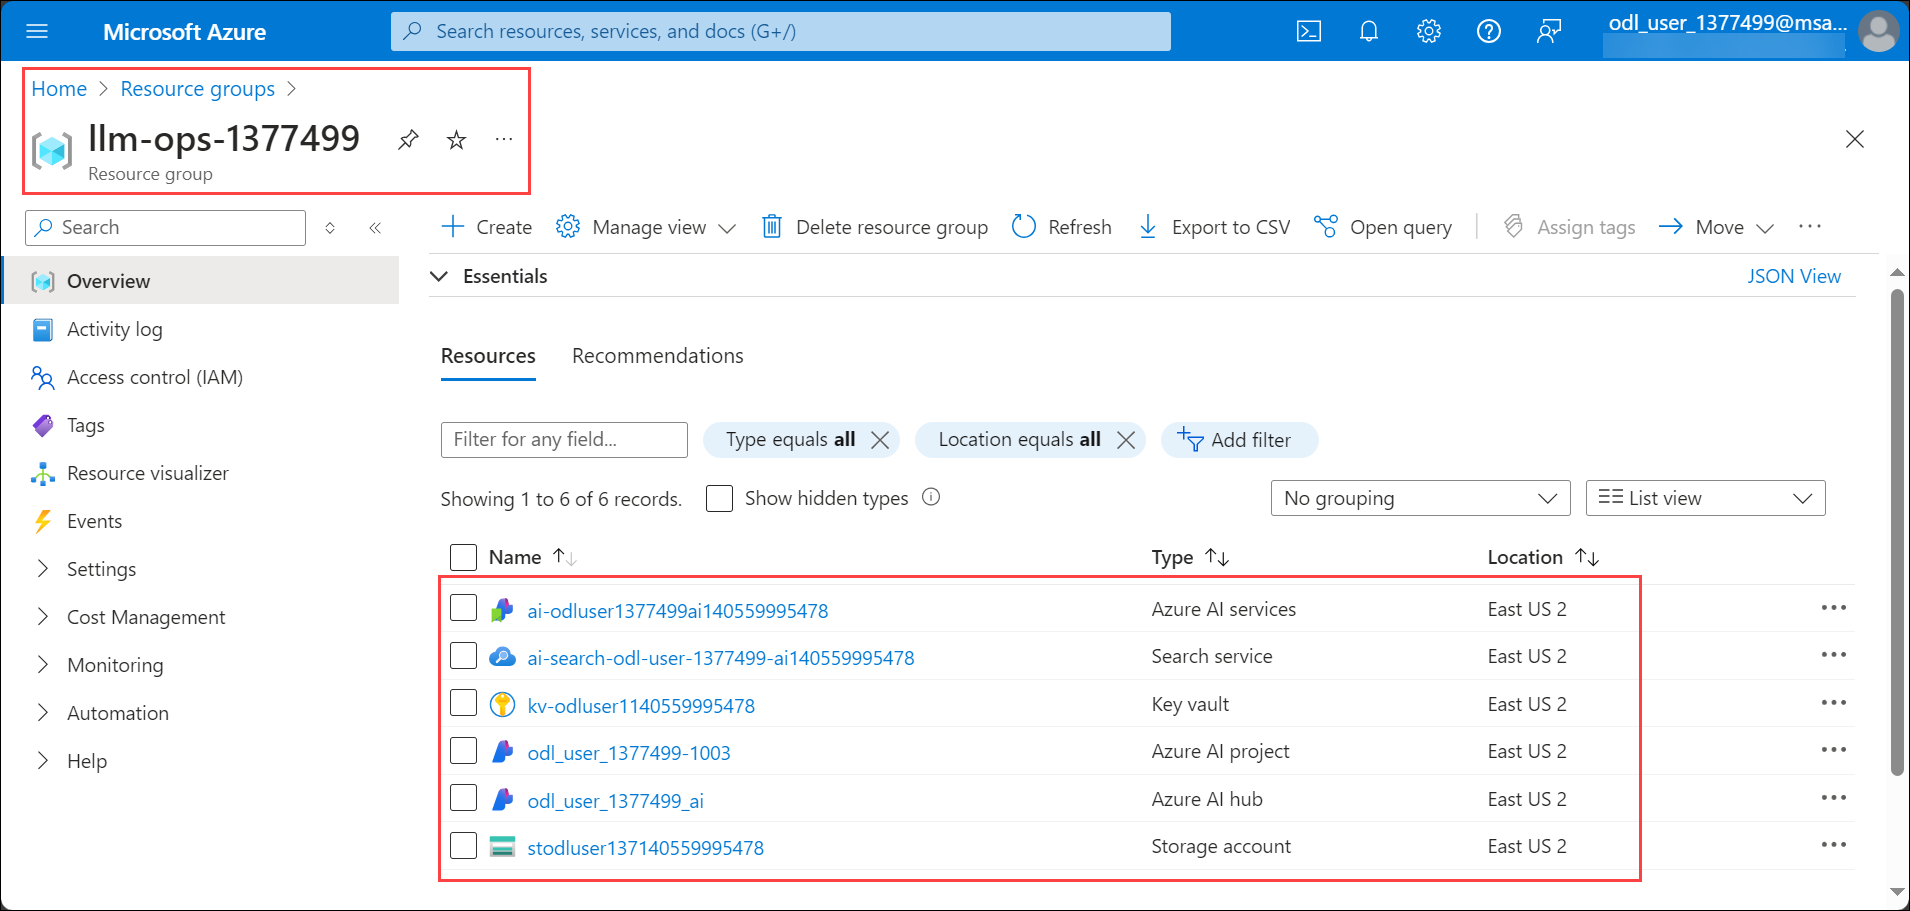 Microsoft Azure
Search resources, services, and docs (G+/)
odl_user_1377499@msa...
Home > Resource groups >
llm-ops-1377499
Resource group
Search
Create Manage view Delete resource group Refresh Export to CSV Open query Assign tags Move
Overview
Activity log
Access control (IAM)
Tags
Resource visualizer
Events
Settings
Cost Management
Monitoring
Automation
Help
Essentials JSON View
Resources Recommendations
Filter for any field... Type equals all Location equals all Add filter
Showing 1 to 6 of 6 records. Show hidden types No grouping List view
Name Type Location
ai-odluser1377499ai140559995478 Azure AI services East US 2
ai-search-odl-user-1377499-ai140559995478 Search service East US 2
kv-odluser1140559995478 Key vault East US 2
odl_user_1377499-1003 Azure AI project East US 2
odl_user_1377499_ai Azure AI hub East US 2
stodluser137140559995478 Storage account East US 2